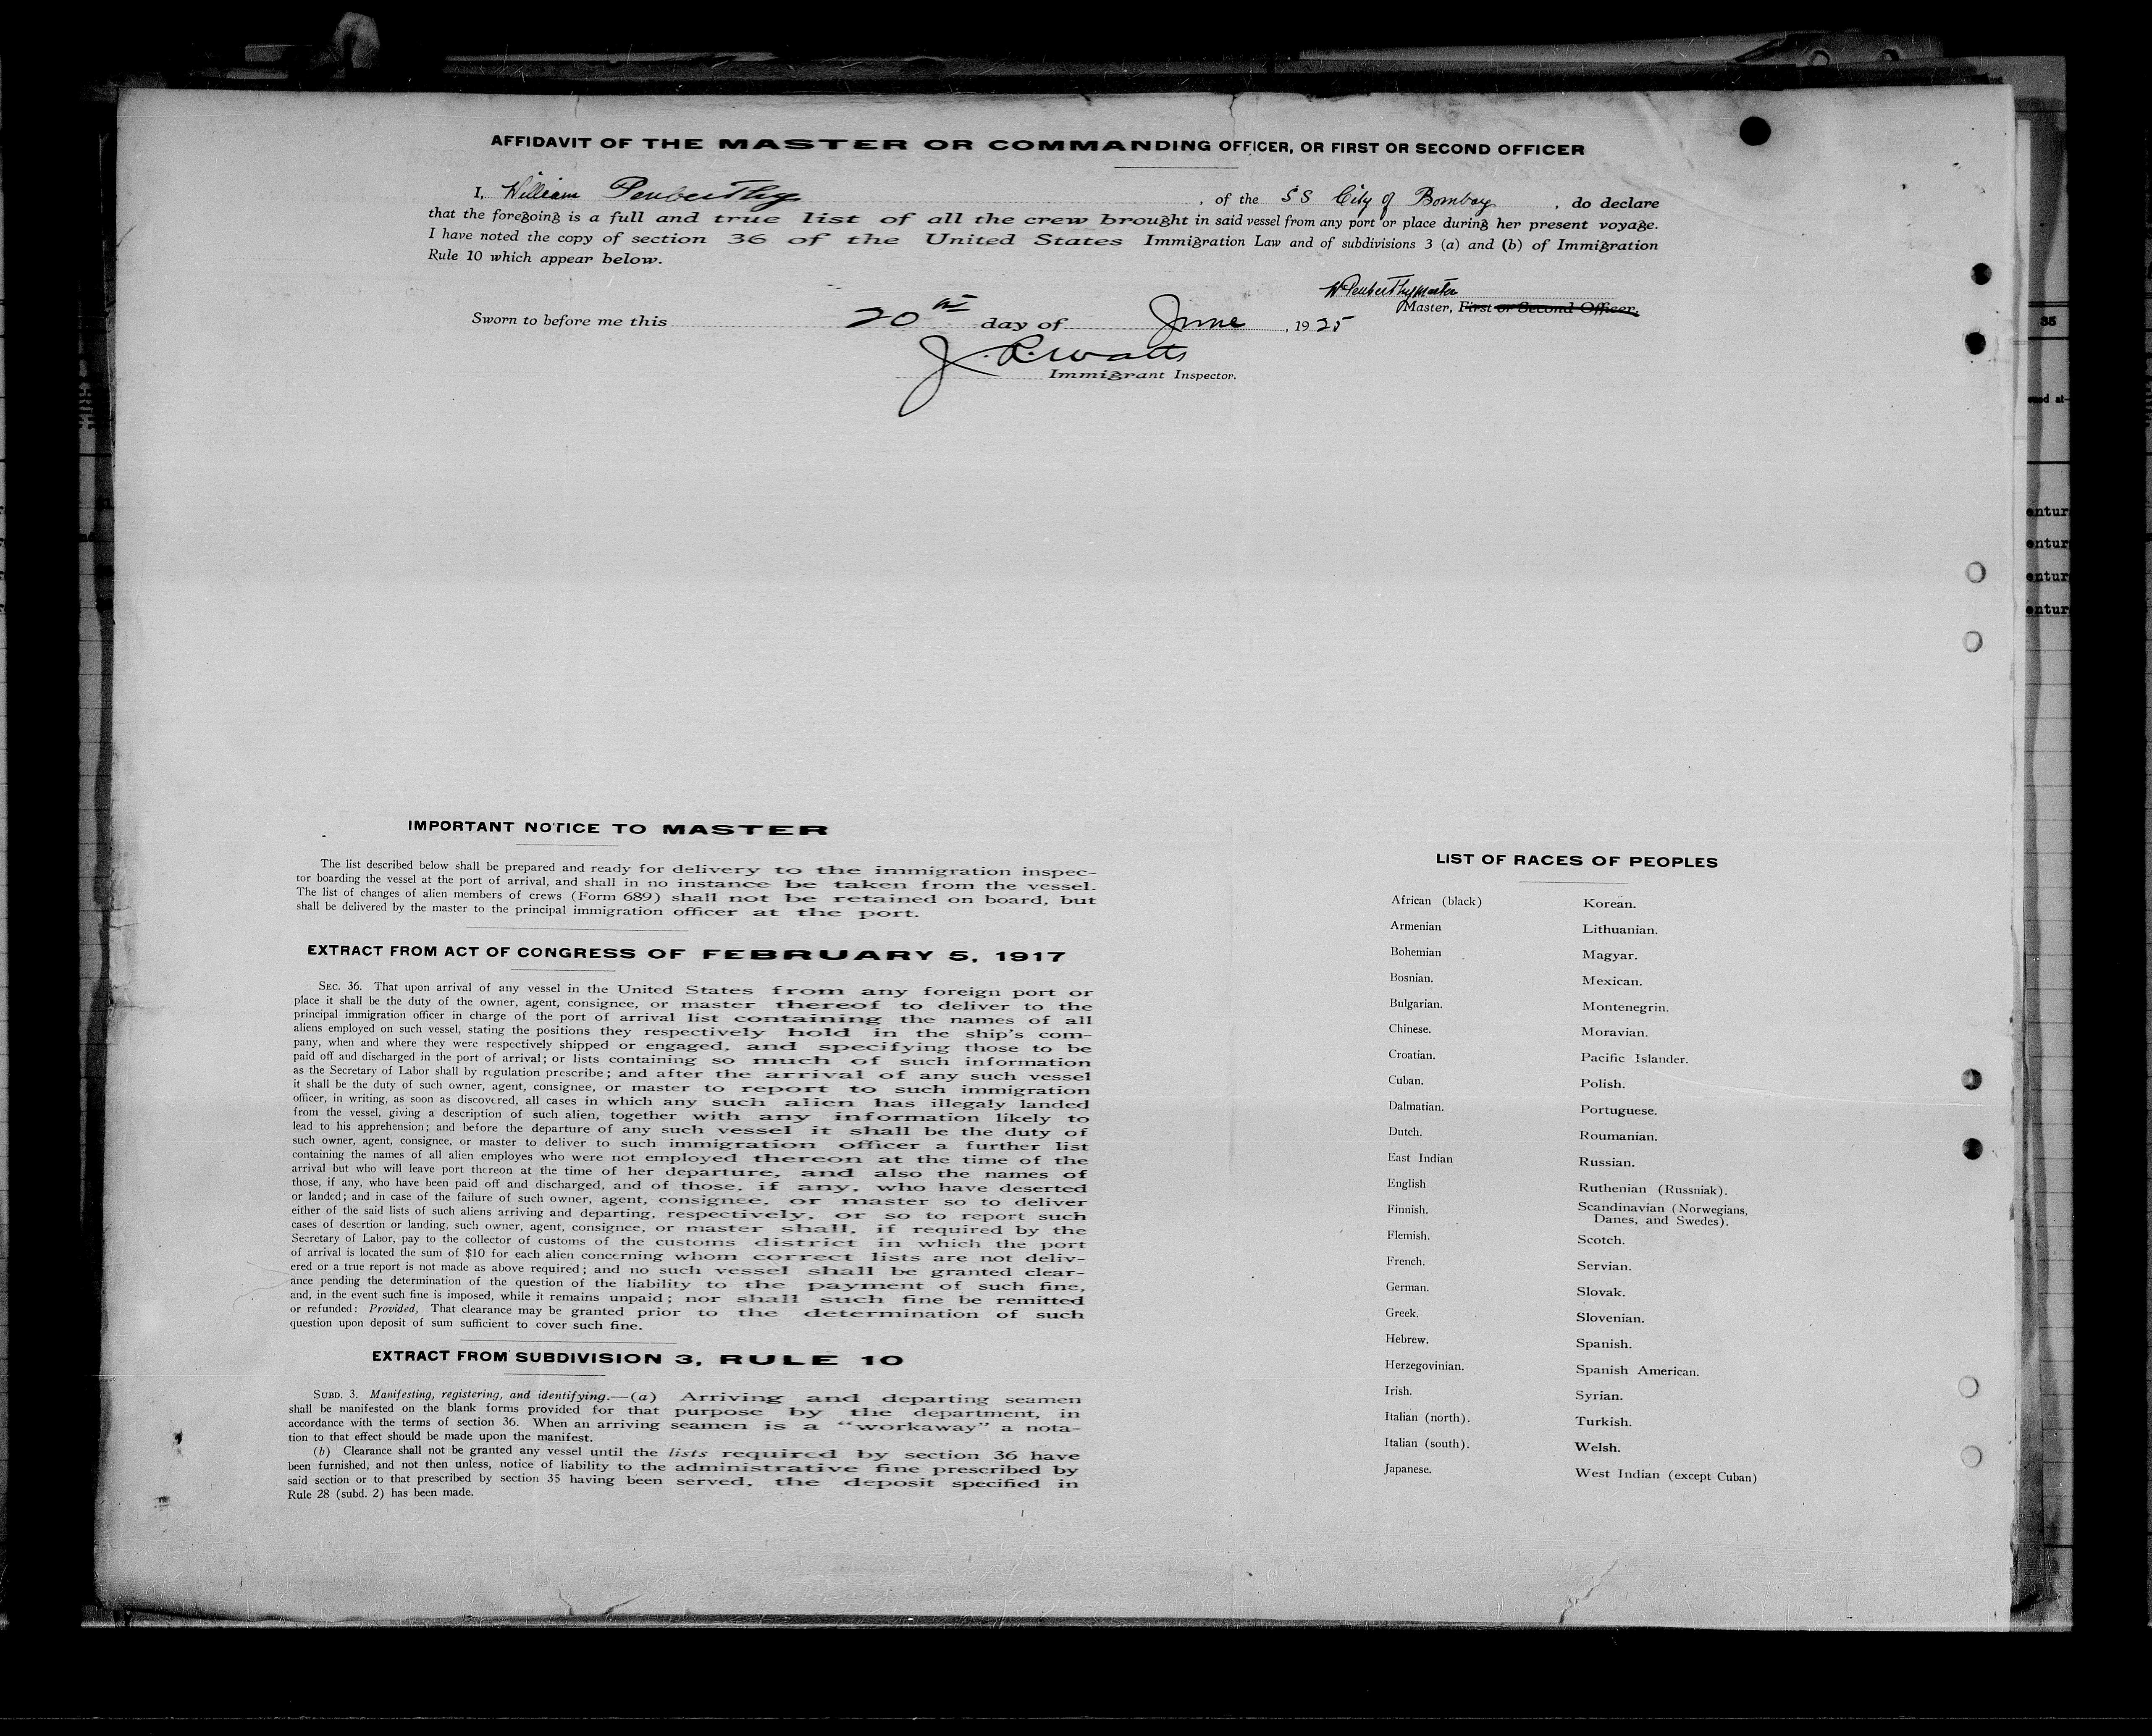 AFFIDAVIT OF THE MASTER OR COMMANDING OFFICER, OR FIRST OR SECOND OFFICER
I, William Penberthy, of the SS City of Bombay, do declare
that the foregoing is a full and true list of all the crew brought in said vessel from any port or place during her present voyage.
I have noted the copy of section 36 of the United States Immigration Law and of subdivisions 3 (a) and (b) of Immigration
Rule 10 which appear below.
W Penberthy Master
Master, First or Second Officer.
Sworn to before me this 20th day of June, 1925
J. R. Watts
Immigrant Inspector.
IMPORTANT NOTICE TO MASTER
The list described below shall be prepared and ready for delivery to the immigration inspec-
tor boarding the vessel at the port of arrival, and shall in no instance be taken from the vessel.
The list of changes of alien members of crews (Form 689) shall not be retained on board, but
shall be delivered by the master to the principal immigration officer at the port.
EXTRACT FROM ACT OF CONGRESS OF FEBRUARY 5, 1917
SEC. 36. That upon arrival of any vessel in the United States from any foreign port or
place it shall be the duty of the owner, agent, consignee, or master thereof to deliver to the
principal immigration officer in charge of the port of arrival list containing the names of all
aliens employed on such vessel, stating the positions they respectively hold in the ship's com-
pany, when and where they were respectively shipped or engaged, and specifying those to be
paid off and discharged in the port of arrival; or lists containing so much of such information
as the Secretary of Labor shall by regulation prescribe; and after the arrival of any such vessel
it shall be the duty of such owner, agent, consignee, or master to report to such immigration
officer, in writing, as soon as discovered, all cases in which any such alien has illegaly landed
from the vessel, giving a description of such alien, together with any information likely to
lead to his apprehension; and before the departure of any such vessel it shall be the duty of
such owner, agent, consignee, or master to deliver to such immigration officer a further list
containing the names of all alien employes who were not employed thereon at the time of the
arrival but who will leave port thereon at the time of her departure, and also the names of
those, if any, who have been paid off and discharged, and of those, if any, who have deserted
or landed; and in case of the failure of such owner, agent, consignee, or master so to deliver
either of the said lists of such aliens arriving and departing, respectively, or so to report such
cases of desertion or landing, such owner, agent, consignee, or master shall, if required by the
Secretary of Labor, pay to the collector of customs of the customs district in which the port
of arrival is located the sum of $10 for each alien concerning whom correct lists are not deliv-
ered or a true report is not made as above required; and no such vessel shall be granted clear-
ance pending the determination of the question of the liability to the payment of such fine,
and, in the event such fine is imposed, while it remains unpaid; nor shall such fine be remitted
or refunded: Provided, That clearance may be granted prior to the determination of such
question upon deposit of sum sufficient to cover such fine.
EXTRACT FROM SUBDIVISION 3, RULE 10
SUBD. 3. Manifesting, registering, and identifying.—(a) Arriving and departing seamen
shall be manifested on the blank forms provided for that purpose by the department, in
accordance with the terms of section 36. When an arriving seamen is a "workaway" a nota-
tion to that effect should be made upon the manifest.
(b) Clearance shall not be granted any vessel until the lists required by section 36 have
been furnished, and not then unless, notice of liability to the administrative fine prescribed by
said section or to that prescribed by section 35 having been served, the deposit specified in
Rule 28 (subd. 2) has been made.
LIST OF RACES OF PEOPLES
African (black)
Armenian
Bohemian
Bosnian.
Bulgarian.
Chinese.
Croatian.
Cuban.
Dalmatian.
Dutch.
East Indian
English
Finnish.
Flemish.
French.
German.
Greek.
Hebrew.
Herzegovinian.
Irish.
Italian (north).
Italian (south).
Japanese.
Korean.
Lithuanian.
Magyar.
Mexican.
Montenegrin.
Moravian.
Pacific Islander.
Polish.
Portuguese.
Roumanian.
Russian.
Ruthenian (Russniak).
Scandinavian (Norwegians,
Danes, and Swedes).
Scotch.
Servian.
Slovak.
Slovenian.
Spanish.
Spanish American.
Syrian.
Turkish.
Welsh.
West Indian (except Cuban)
35
entur
entur
entur
entur